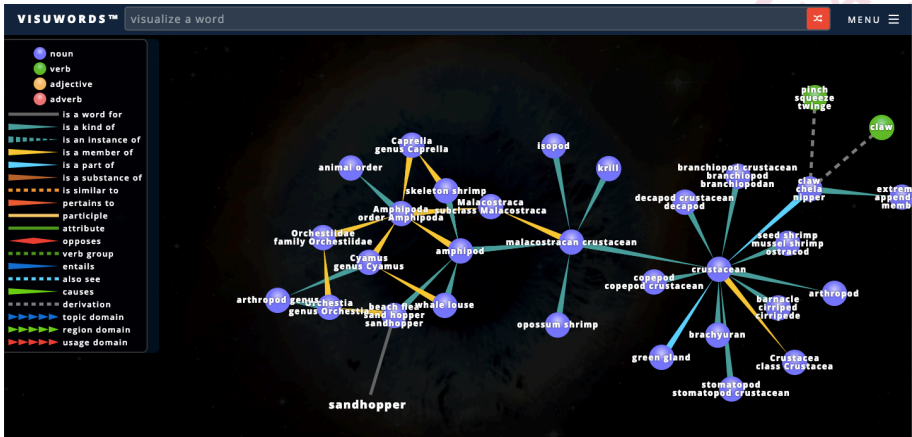 VISUWORDS™
visualize a word
MENU
noun
verb
adjective
adverb
is a word for
is a kind of
is an instance of
is a member of
is a part of
is a substance of
is similar to
pertains to
participle
attribute
opposes
verb group
entails
also see
causes
derivation
topic domain
region domain
usage domain
animal order
Caprella
genus Caprella
skeleton shrimp
Amphipoda
order Amphipoda
Malacostraca
subclass Malacostraca
Orchestiidae
family Orchestiidae
Cyamus
genus Cyamus
amphipod
arthropod genus
Orchestia
genus Orchestia
beach flea
sand hopper
sandhopper
whale louse
sandhopper
isopod
krill
malacostracan crustacean
opossum shrimp
pinch
squeeze
twinge
claw
branchiopod crustacean
branchiopod
branchiopodan
decapod crustacean
decapod
claw
chela
nipper
seed shrimp
mussel shrimp
ostracod
crustacean
copepod
copepod crustacean
barnacle
cirriped
cirripede
arthropod
brachyuran
green gland
Crustacea
class Crustacea
stomatopod
stomatopod crustacean